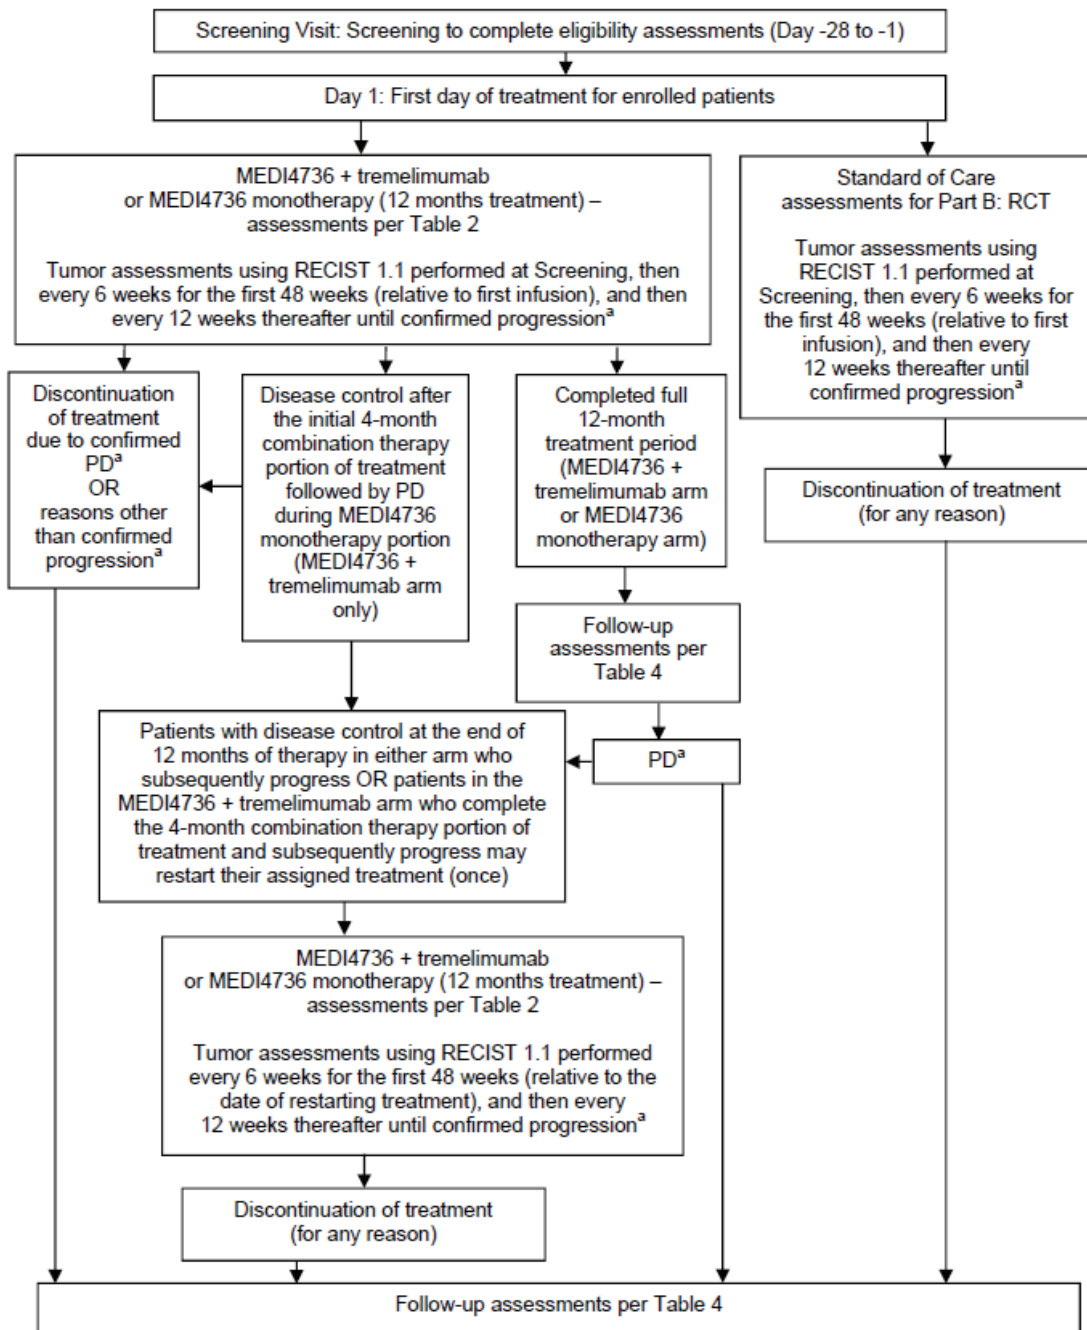 Screening Visit: Screening to complete eligibility assessments (Day -28 to -1)
Day 1: First day of treatment for enrolled patients
MEDI4736 + tremelimumab
or MEDI4736 monotherapy (12 months treatment) –
assessments per Table 2
Tumor assessments using RECIST 1.1 performed at Screening, then
every 6 weeks for the first 48 weeks (relative to first infusion), and then
every 12 weeks thereafter until confirmed progressionª
Standard of Care
assessments for Part B: RCT
Tumor assessments using
RECIST 1.1 performed at
Screening, then every 6 weeks for
the first 48 weeks (relative to first
infusion), and then every
12 weeks thereafter until
confirmed progressionª
Discontinuation
of treatment
due to confirmed
PDª
OR
reasons other
than confirmed
progressionª
Disease control after
the initial 4-month
combination therapy
portion of treatment
followed by PD
during MEDI4736
monotherapy portion
(MEDI4736 +
tremelimumab arm
only)
Completed full
12-month
treatment period
(MEDI4736 +
tremelimumab arm
or MEDI4736
monotherapy arm)
Discontinuation of treatment
(for any reason)
Follow-up
assessments per
Table 4
Patients with disease control at the end of
12 months of therapy in either arm who
subsequently progress OR patients in the
MEDI4736 + tremelimumab arm who complete
the 4-month combination therapy portion of
treatment and subsequently progress may
restart their assigned treatment (once)
PDª
MEDI4736 + tremelimumab
or MEDI4736 monotherapy (12 months treatment) –
assessments per Table 2
Tumor assessments using RECIST 1.1 performed
every 6 weeks for the first 48 weeks (relative to the
date of restarting treatment), and then every
12 weeks thereafter until confirmed progressionª
Discontinuation of treatment
(for any reason)
Follow-up assessments per Table 4